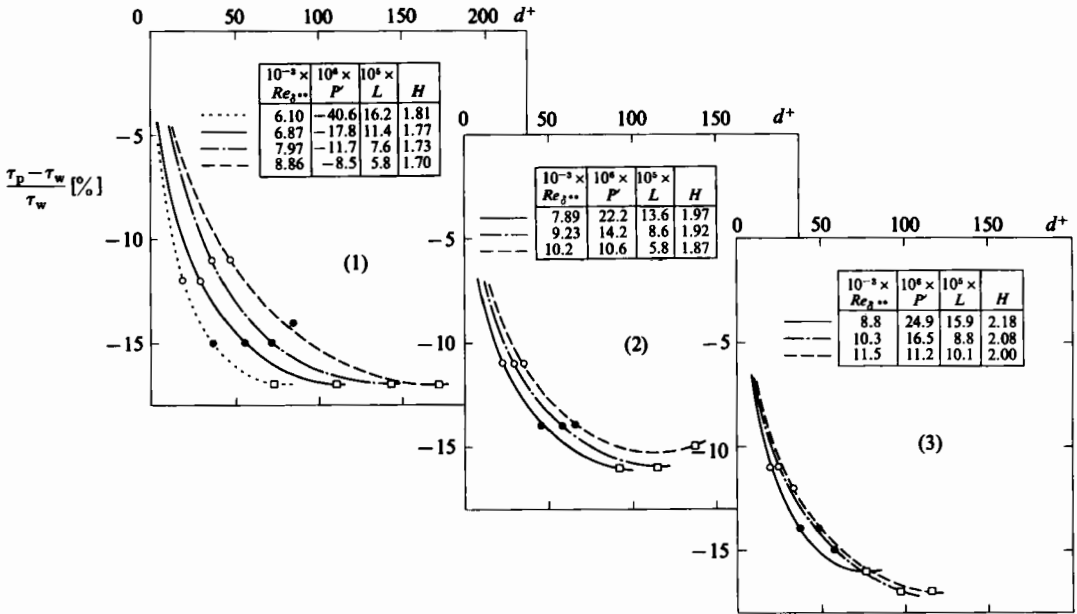 0 50 100 150 200 d⁺
10⁻³ × 10⁶ × 10⁵ ×
Re_δ** P′ L H
6.10 −40.6 16.2 1.81
6.87 −17.8 11.4 1.77
7.97 −11.7 7.6 1.73
8.86 −8.5 5.8 1.70
−5
−10
−15
(τ_p − τ_w)/τ_w [%]
(1)
0 50 100 150 d⁺
10⁻³ × 10⁶ × 10⁵ ×
Re_δ** P′ L H
7.89 22.2 13.6 1.97
9.23 14.2 8.6 1.92
10.2 10.6 5.8 1.87
−5
−10
−15
(2)
0 50 100 150 d⁺
10⁻³ × 10⁶ × 10⁵ ×
Re_δ** P′ L H
8.8 24.9 15.9 2.18
10.3 16.5 8.8 2.08
11.5 11.2 10.1 2.00
−5
−10
−15
(3)